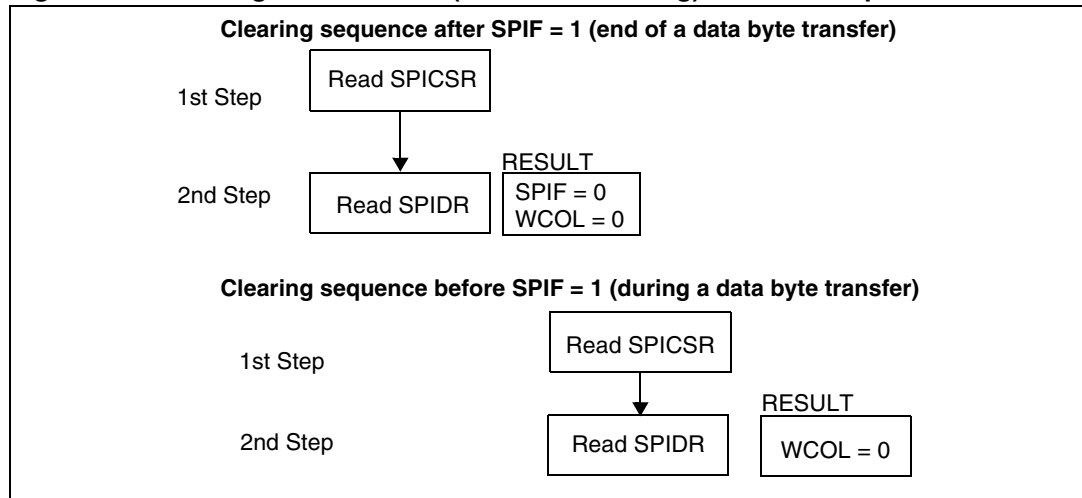 Clearing sequence after SPIF = 1 (end of a data byte transfer)
1st Step
Read SPICSR
2nd Step
Read SPIDR
RESULT
SPIF = 0
WCOL = 0
Clearing sequence before SPIF = 1 (during a data byte transfer)
1st Step
Read SPICSR
2nd Step
Read SPIDR
RESULT
WCOL = 0